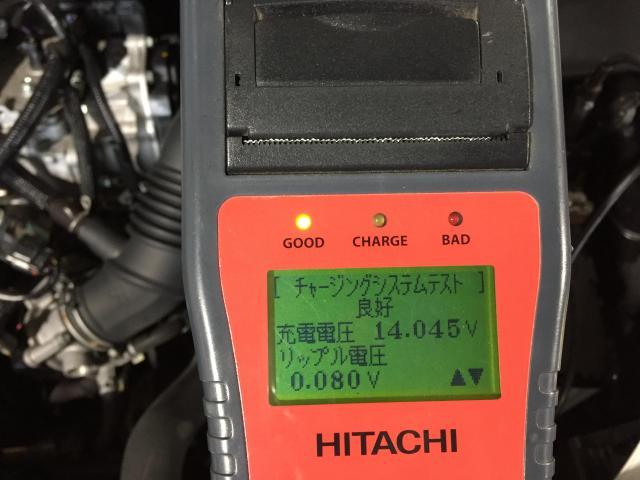 GOOD CHARGE BAD
[ チャージングシステムテスト ]
良好
充電電圧 14.045V
リップル電圧
0.080V ▲▼
HITACHI